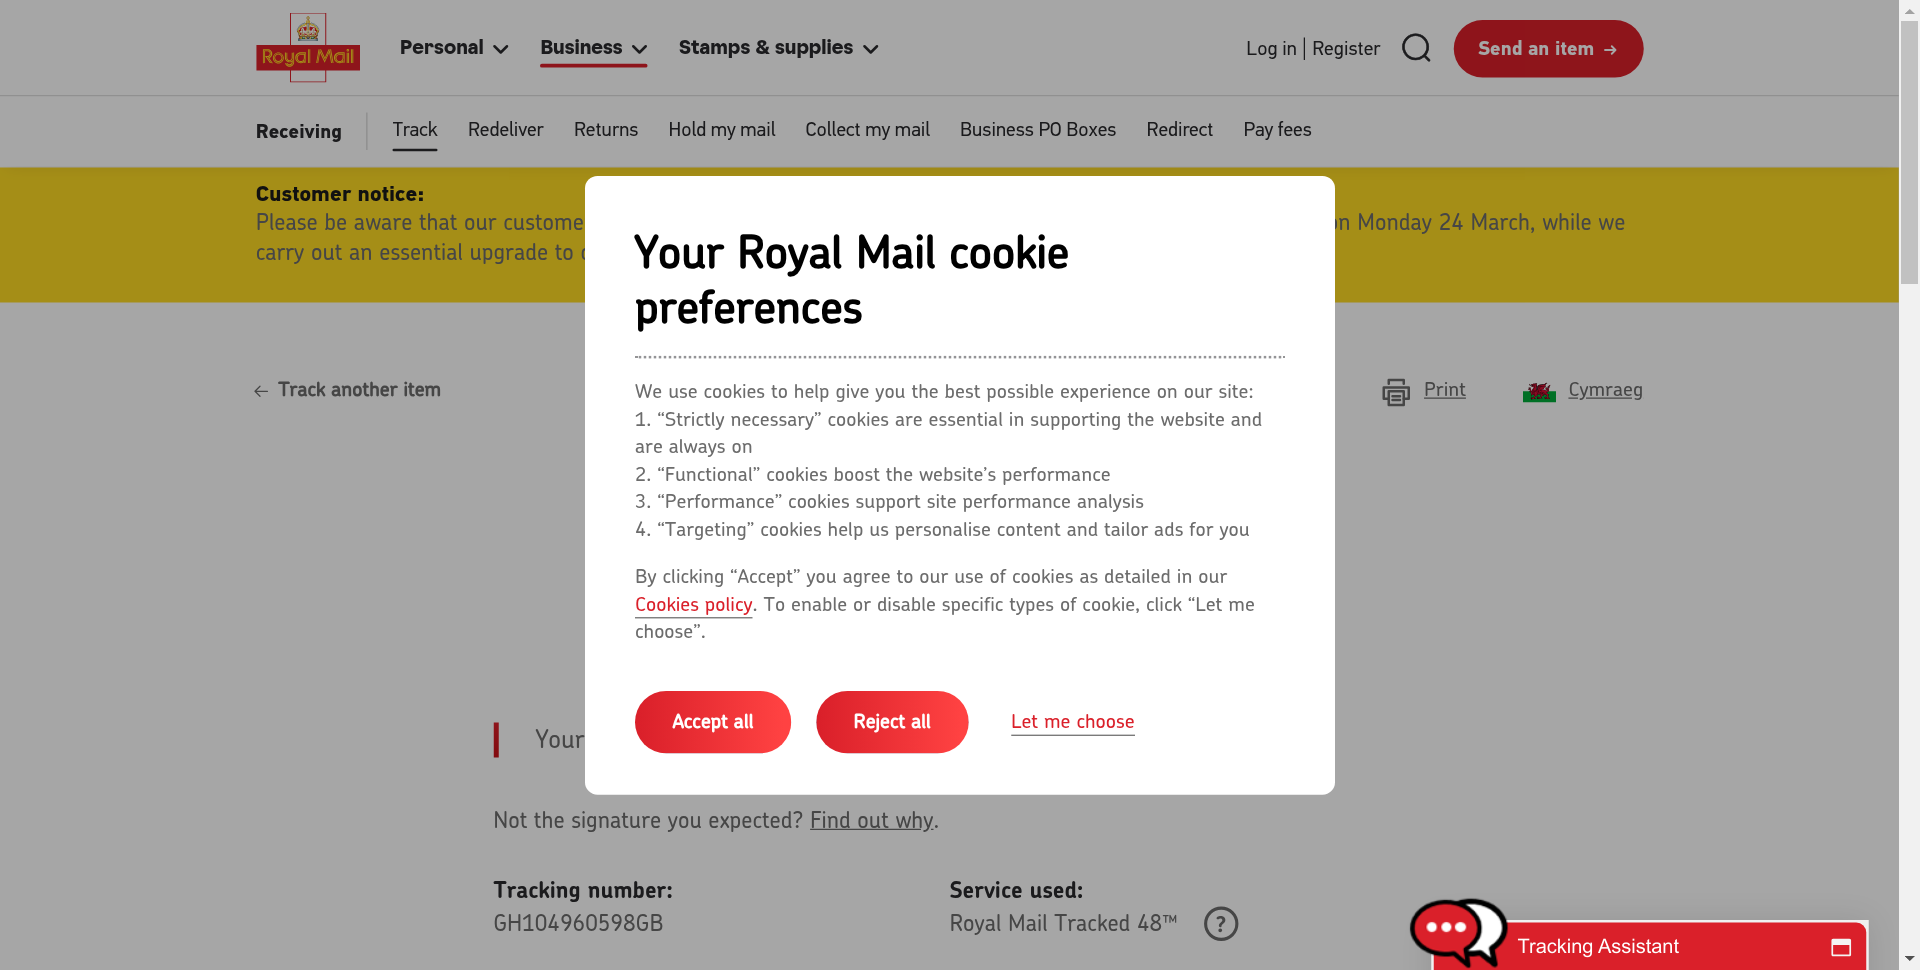 Royal Mail
Personal
Business
Stamps & supplies
Log in | Register
Send an item →
Receiving
Track
Redeliver
Returns
Hold my mail
Collect my mail
Business PO Boxes
Redirect
Pay fees
Customer notice:
Please be aware that our on Monday 24 March, while we
carry out an essential upgrade to
← Track another item
Print
Cymraeg
Your Royal Mail cookie
preferences
We use cookies to help give you the best possible experience on our site:
1. “Strictly necessary” cookies are essential in supporting the website and
are always on
2. “Functional” cookies boost the website’s performance
3. “Performance” cookies support site performance analysis
4. “Targeting” cookies help us personalise content and tailor ads for you
By clicking “Accept” you agree to our use of cookies as detailed in our
Cookies policy. To enable or disable specific types of cookie, click “Let me
choose”.
Accept all
Reject all
Let me choose
Your
Not the signature you expected? Find out why.
Tracking number:
GH104960598GB
Service used:
Royal Mail Tracked 48™
?
Tracking Assistant